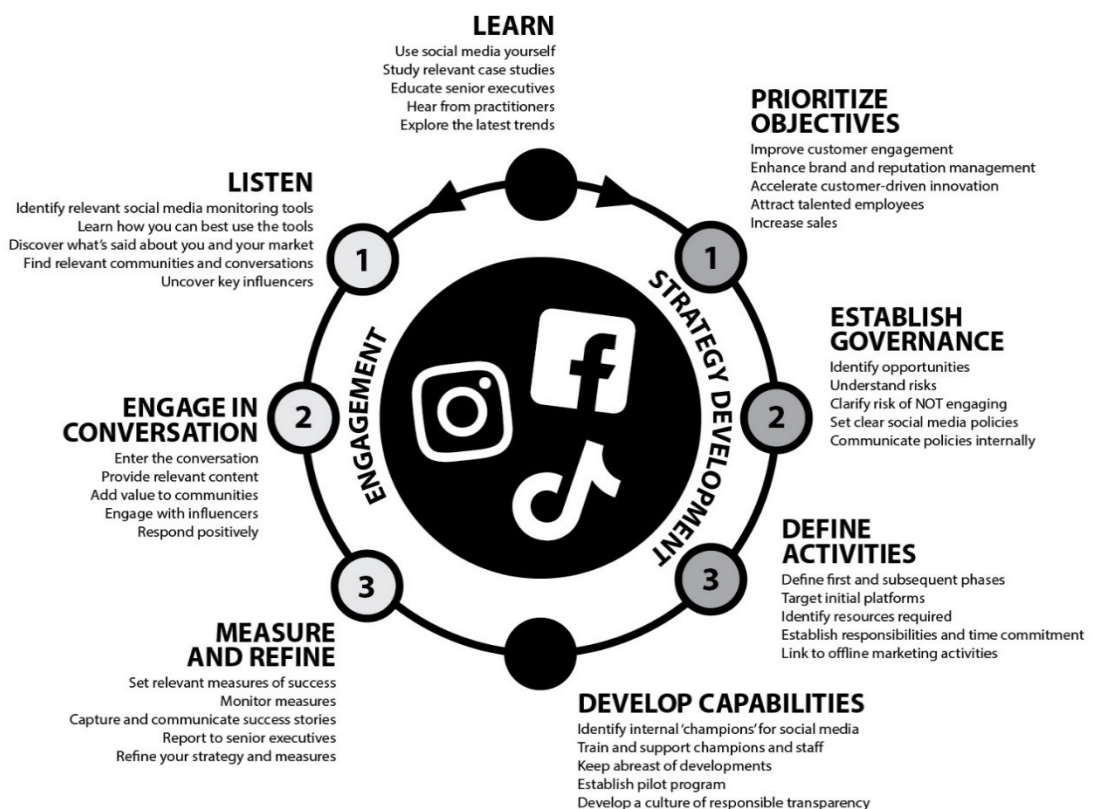 LEARN
Use social media yourself
Study relevant case studies
Educate senior executives
Hear from practitioners
Explore the latest trends
PRIORITIZE
OBJECTIVES
Improve customer engagement
Enhance brand and reputation management
Accelerate customer-driven innovation
Attract talented employees
Increase sales
LISTEN
Identify relevant social media monitoring tools
Learn how you can best use the tools
Discover what's said about you and your market
Find relevant communities and conversations
Uncover key influencers
1
1
ENGAGEMENT
STRATEGY DEVELOPMENT
ESTABLISH
GOVERNANCE
Identify opportunities
Understand risks
Clarify risk of NOT engaging
Set clear social media policies
Communicate policies internally
2
2
ENGAGE IN
CONVERSATION
Enter the conversation
Provide relevant content
Add value to communities
Engage with influencers
Respond positively
DEFINE
ACTIVITIES
Define first and subsequent phases
Target initial platforms
Identify resources required
Establish responsibilities and time commitment
Link to offline marketing activities
3
3
MEASURE
AND REFINE
Set relevant measures of success
Monitor measures
Capture and communicate success stories
Report to senior executives
Refine your strategy and measures
DEVELOP CAPABILITIES
Identify internal 'champions' for social media
Train and support champions and staff
Keep abreast of developments
Establish pilot program
Develop a culture of responsible transparency